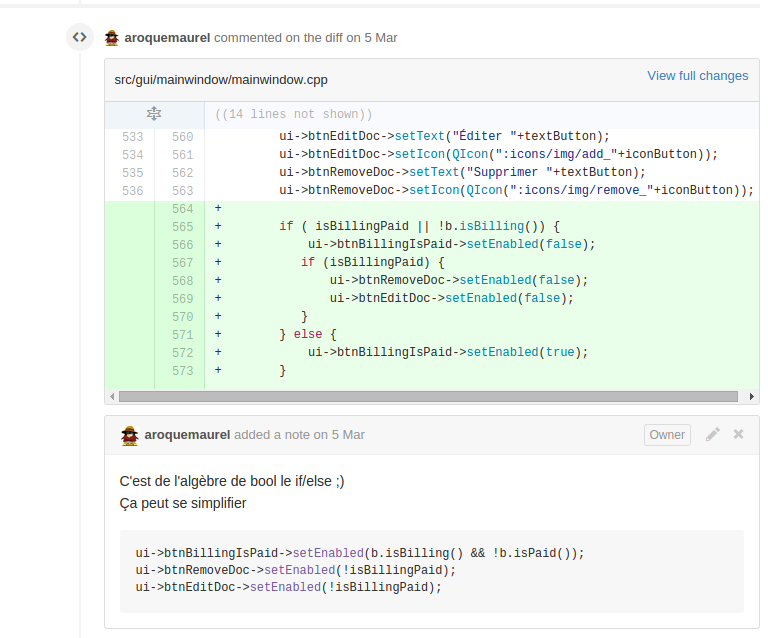 aroquemaurel commented on the diff on 5 Mar
src/gui/mainwindow/mainwindow.cpp View full changes
((14 lines not shown))
533 560 ui->btnEditDoc->setText("Éditer "+textButton);
534 561 ui->btnEditDoc->setIcon(QIcon(":icons/img/add_"+iconButton));
535 562 ui->btnRemoveDoc->setText("Supprimer "+textButton);
536 563 ui->btnRemoveDoc->setIcon(QIcon(":icons/img/remove_"+iconButton));
564 +
565 + if ( isBillingPaid || !b.isBilling()) {
566 + ui->btnBillingIsPaid->setEnabled(false);
567 + if (isBillingPaid) {
568 + ui->btnRemoveDoc->setEnabled(false);
569 + ui->btnEditDoc->setEnabled(false);
570 + }
571 + } else {
572 + ui->btnBillingIsPaid->setEnabled(true);
573 + }
aroquemaurel added a note on 5 Mar Owner
C'est de l'algèbre de bool le if/else ;)
Ça peut se simplifier
ui->btnBillingIsPaid->setEnabled(b.isBilling() && !b.isPaid());
ui->btnRemoveDoc->setEnabled(!isBillingPaid);
ui->btnEditDoc->setEnabled(!isBillingPaid);